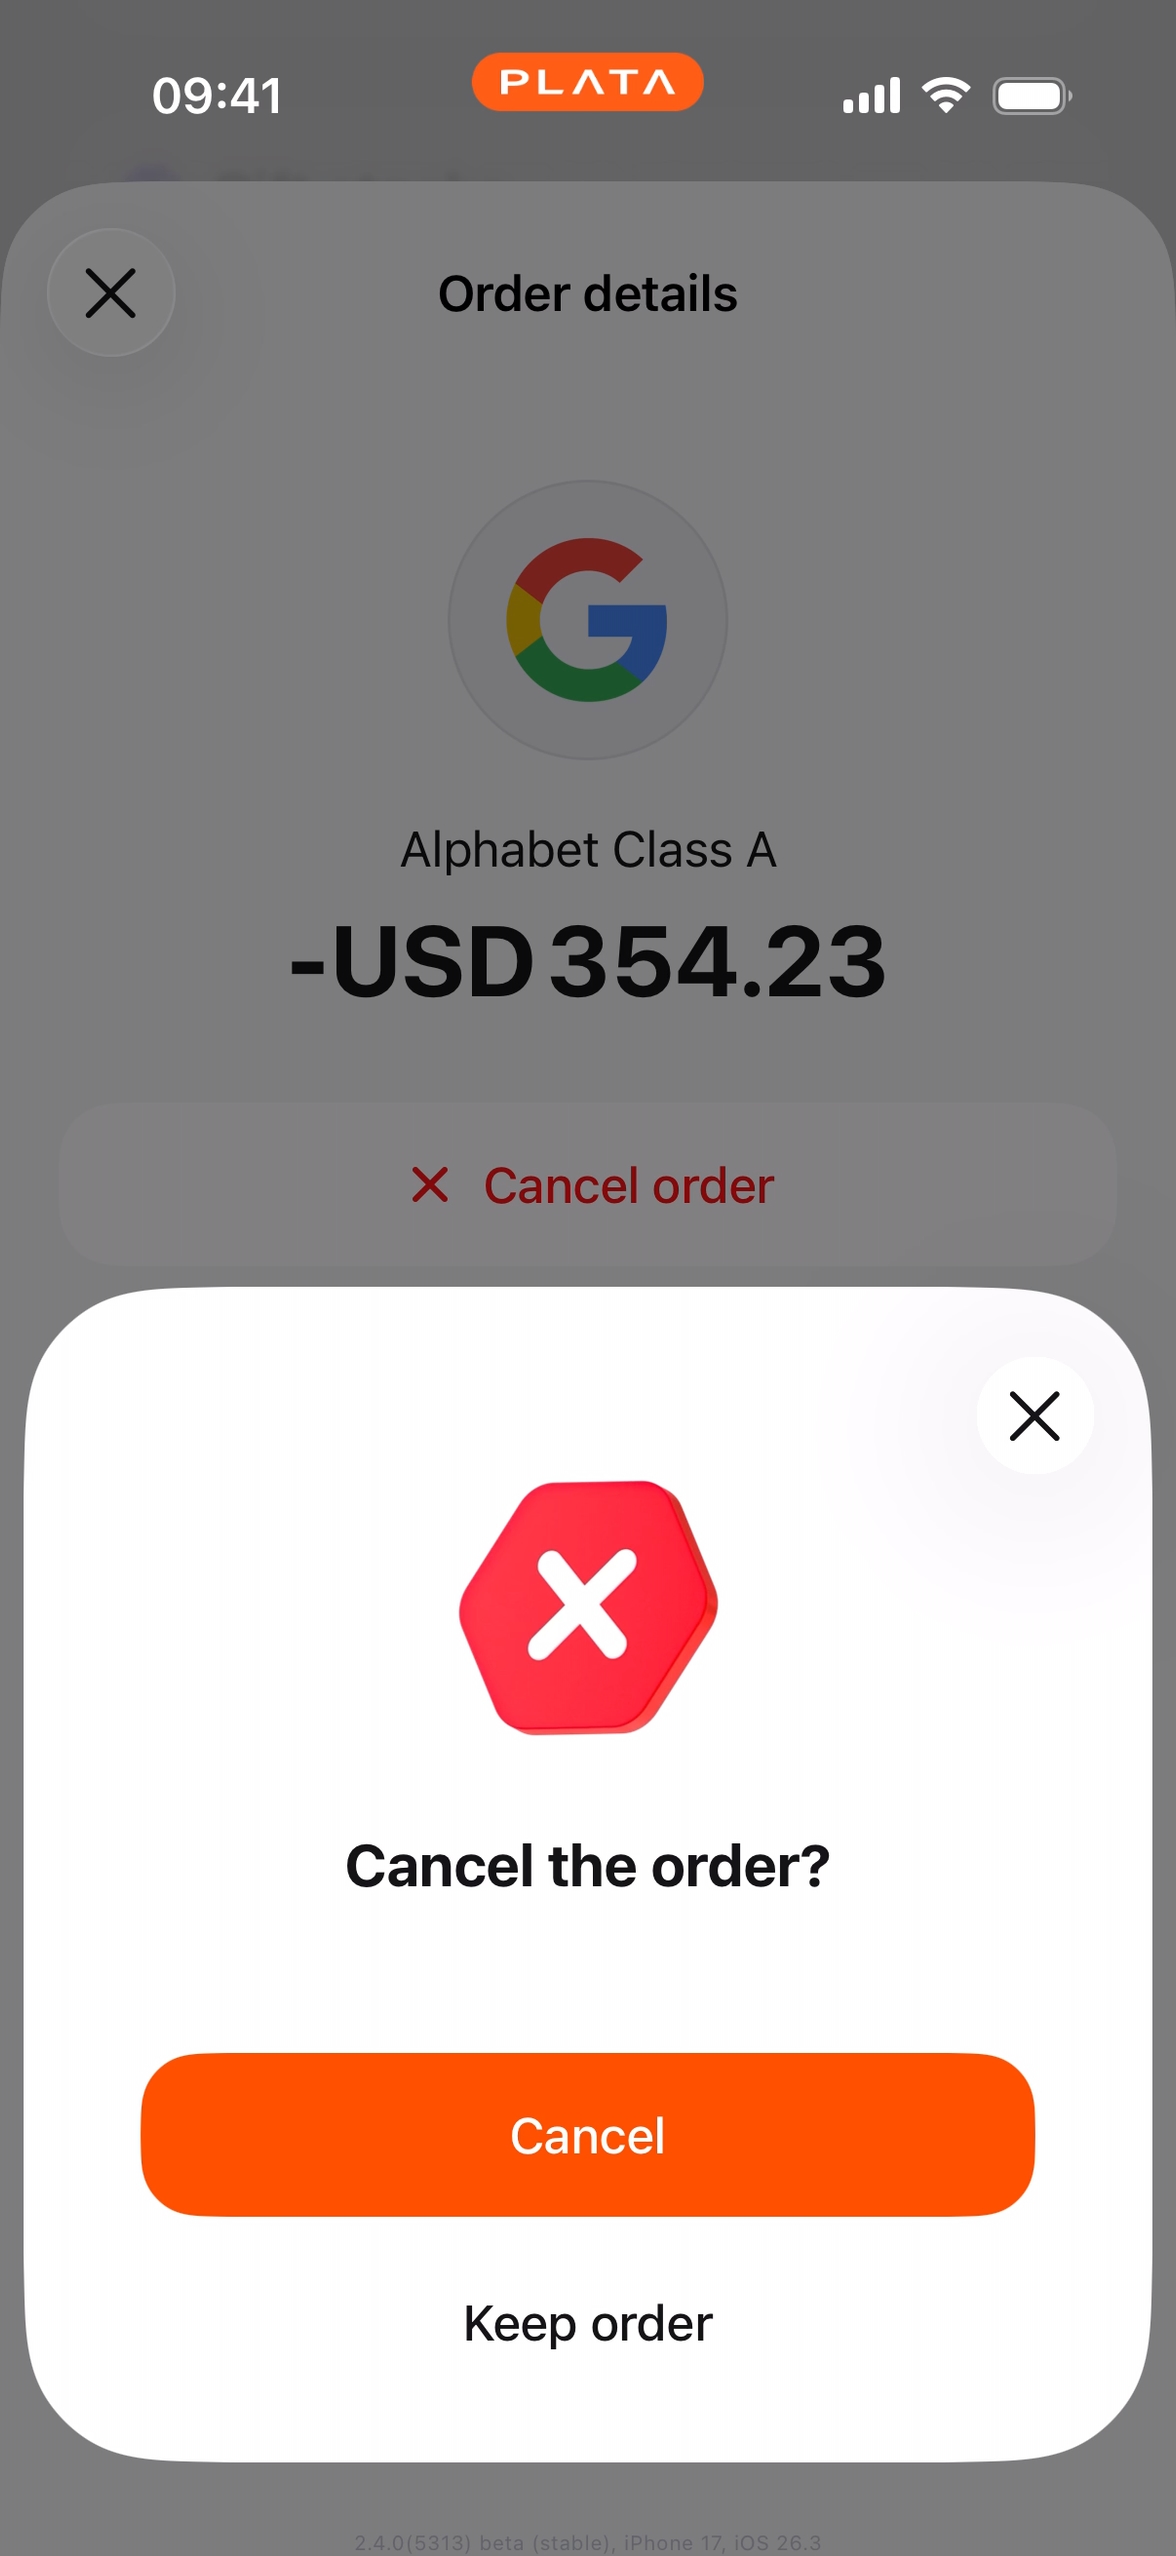 09:41
PLATA
Order details
Alphabet Class A
-USD 354.23
Cancel order
Cancel the order?
Cancel
Keep order
2.4.0(5313) beta (stable), iPhone 17, iOS 26.3